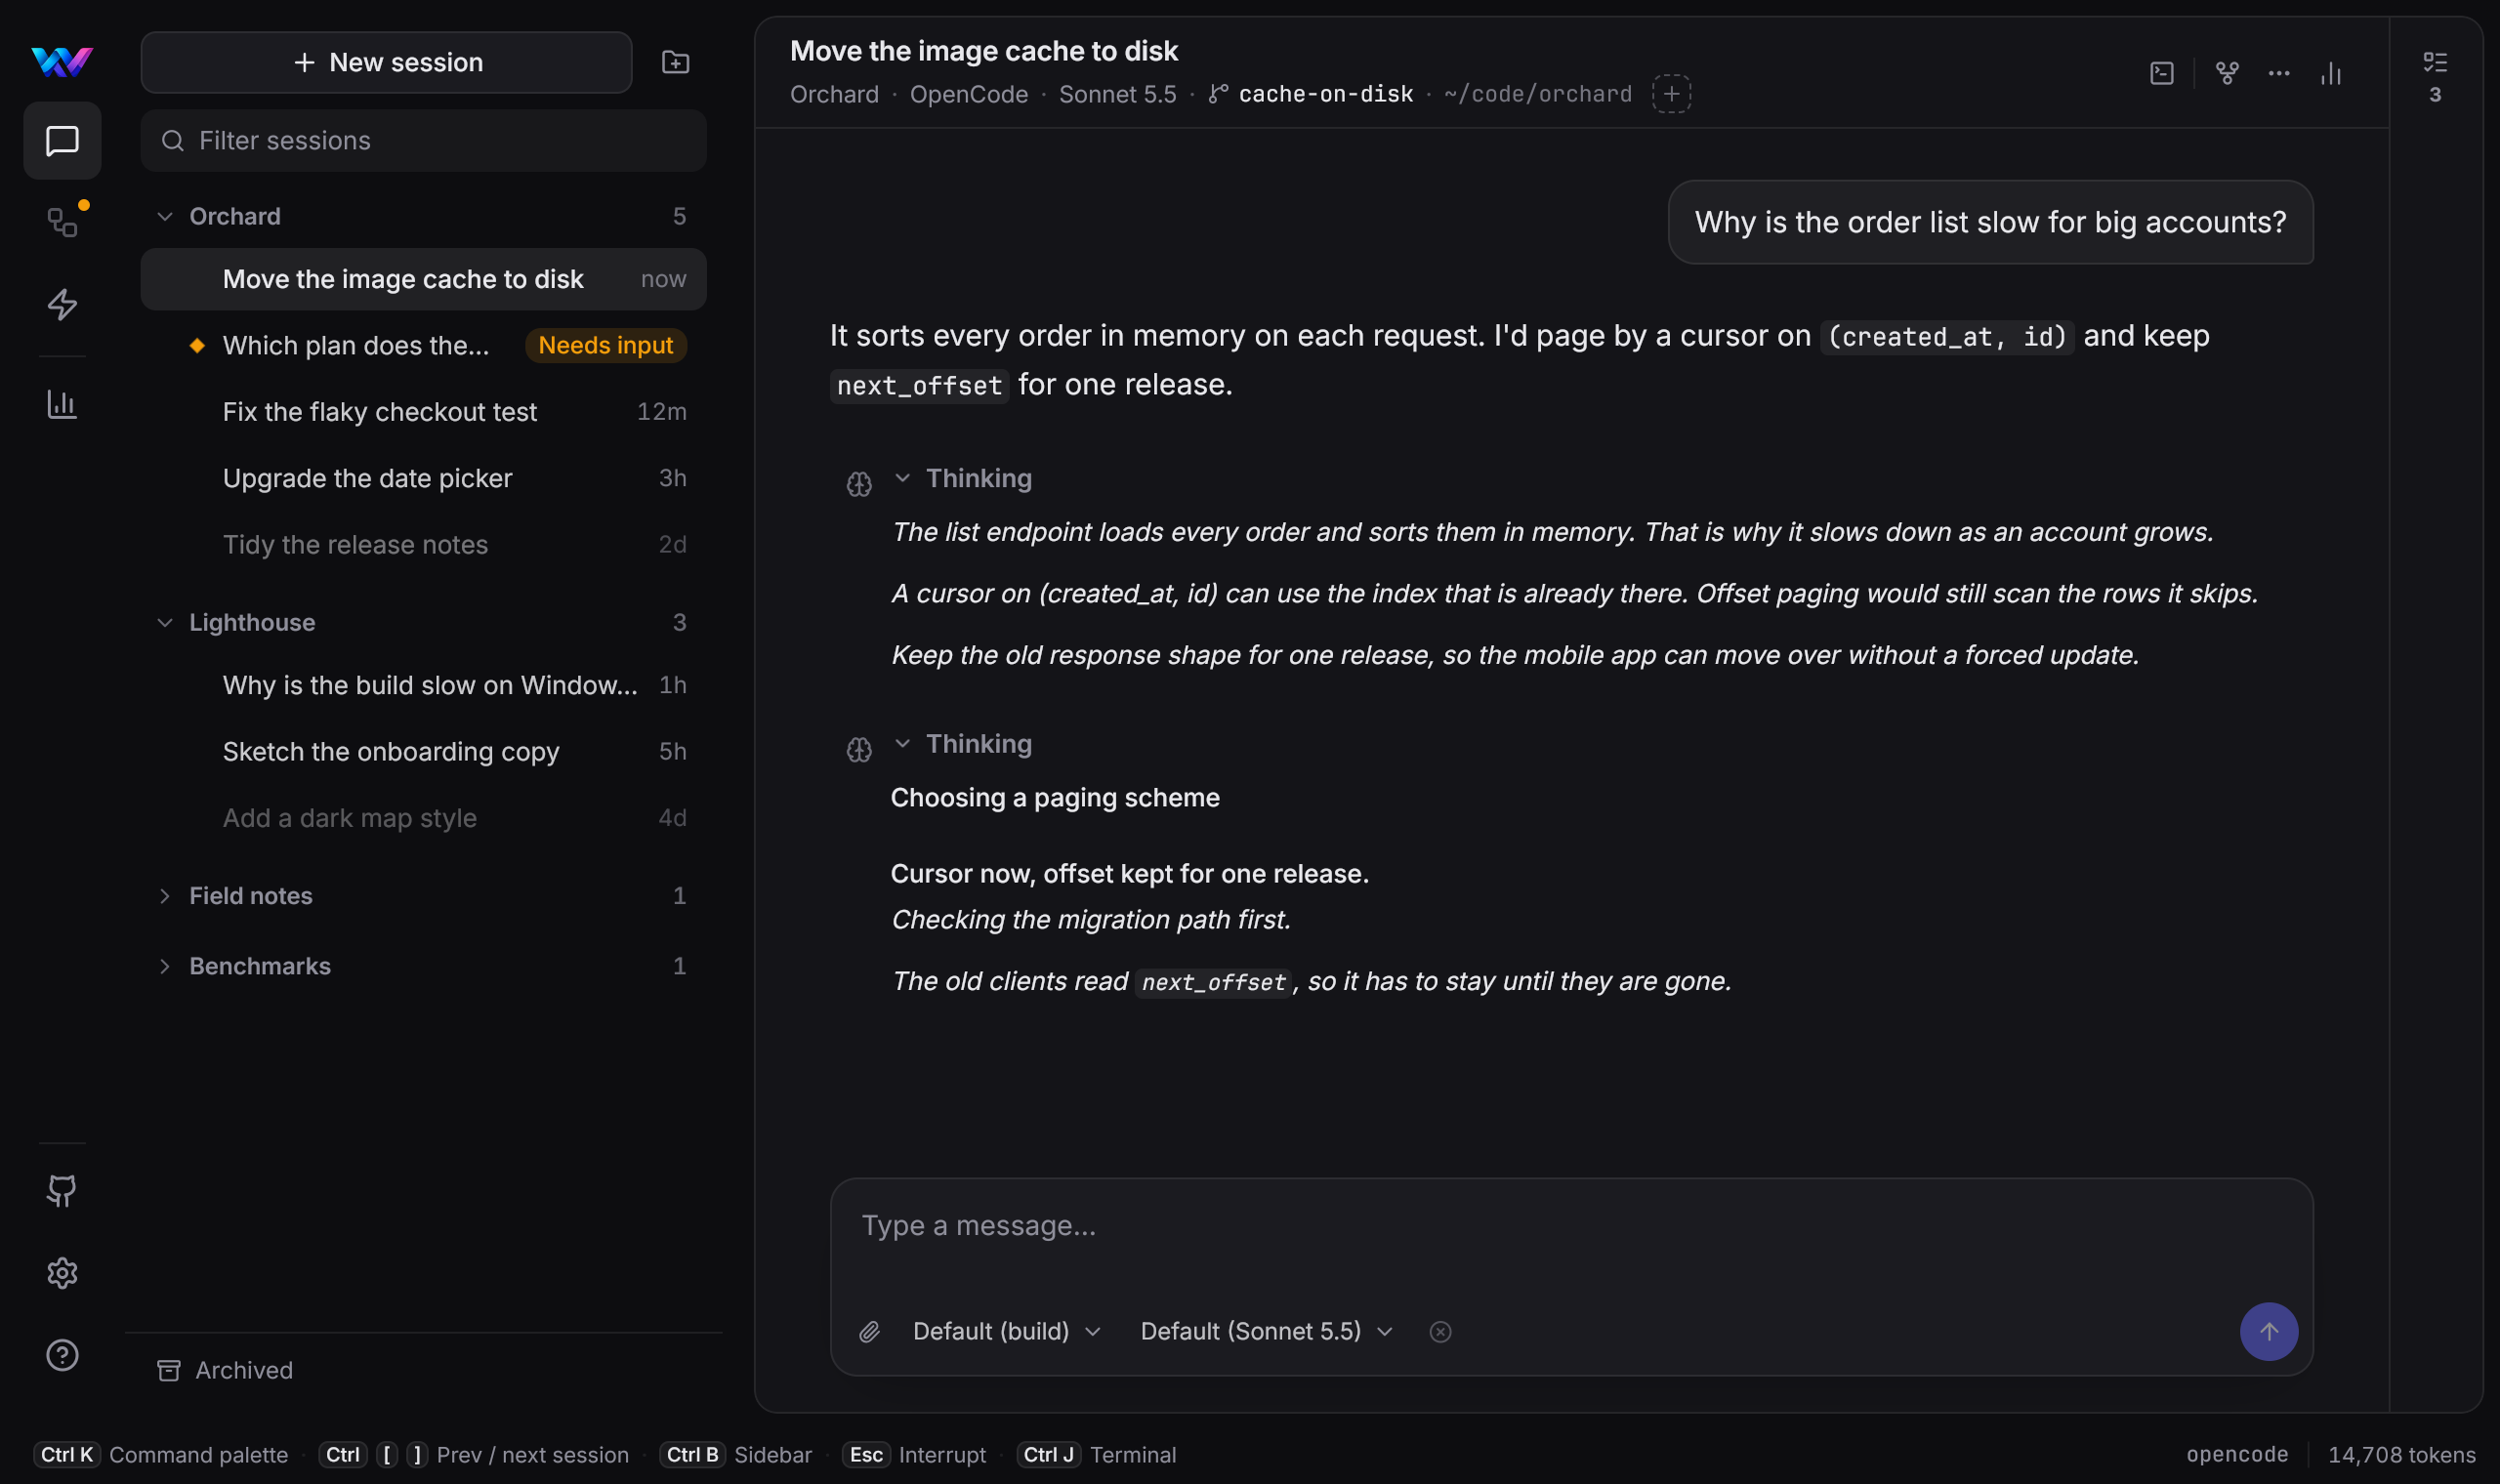 New session
Filter sessions
Orchard 5
Move the image cache to disk now
Which plan does the... Needs input
Fix the flaky checkout test 12m
Upgrade the date picker 3h
Tidy the release notes 2d
Lighthouse 3
Why is the build slow on Window... 1h
Sketch the onboarding copy 5h
Add a dark map style 4d
Field notes 1
Benchmarks 1
Archived
Move the image cache to disk
Orchard · OpenCode · Sonnet 5.5 · cache-on-disk · ~/code/orchard
3
Why is the order list slow for big accounts?
It sorts every order in memory on each request. I'd page by a cursor on (created_at, id) and keep
next_offset for one release.
Thinking
The list endpoint loads every order and sorts them in memory. That is why it slows down as an account grows.
A cursor on (created_at, id) can use the index that is already there. Offset paging would still scan the rows it skips.
Keep the old response shape for one release, so the mobile app can move over without a forced update.
Thinking
Choosing a paging scheme
Cursor now, offset kept for one release.
Checking the migration path first.
The old clients read next_offset, so it has to stay until they are gone.
Type a message...
Default (build) Default (Sonnet 5.5)
Ctrl K Command palette · Ctrl [ ] Prev / next session · Ctrl B Sidebar · Esc Interrupt · Ctrl J Terminal
opencode 14,708 tokens